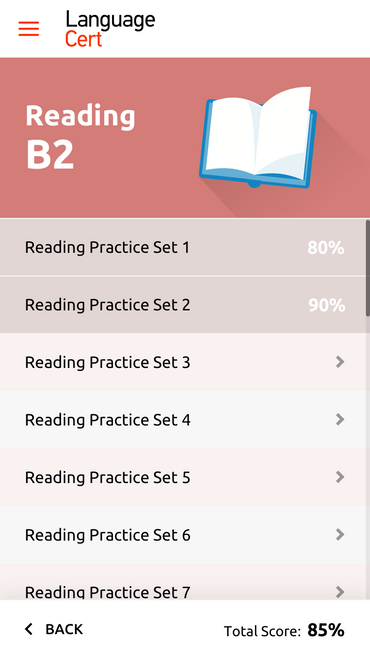 Language
Cert
Reading
B2
Reading Practice Set 1 80%
Reading Practice Set 2 90%
Reading Practice Set 3
Reading Practice Set 4
Reading Practice Set 5
Reading Practice Set 6
Reading Practice Set 7
BACK Total Score: 85%